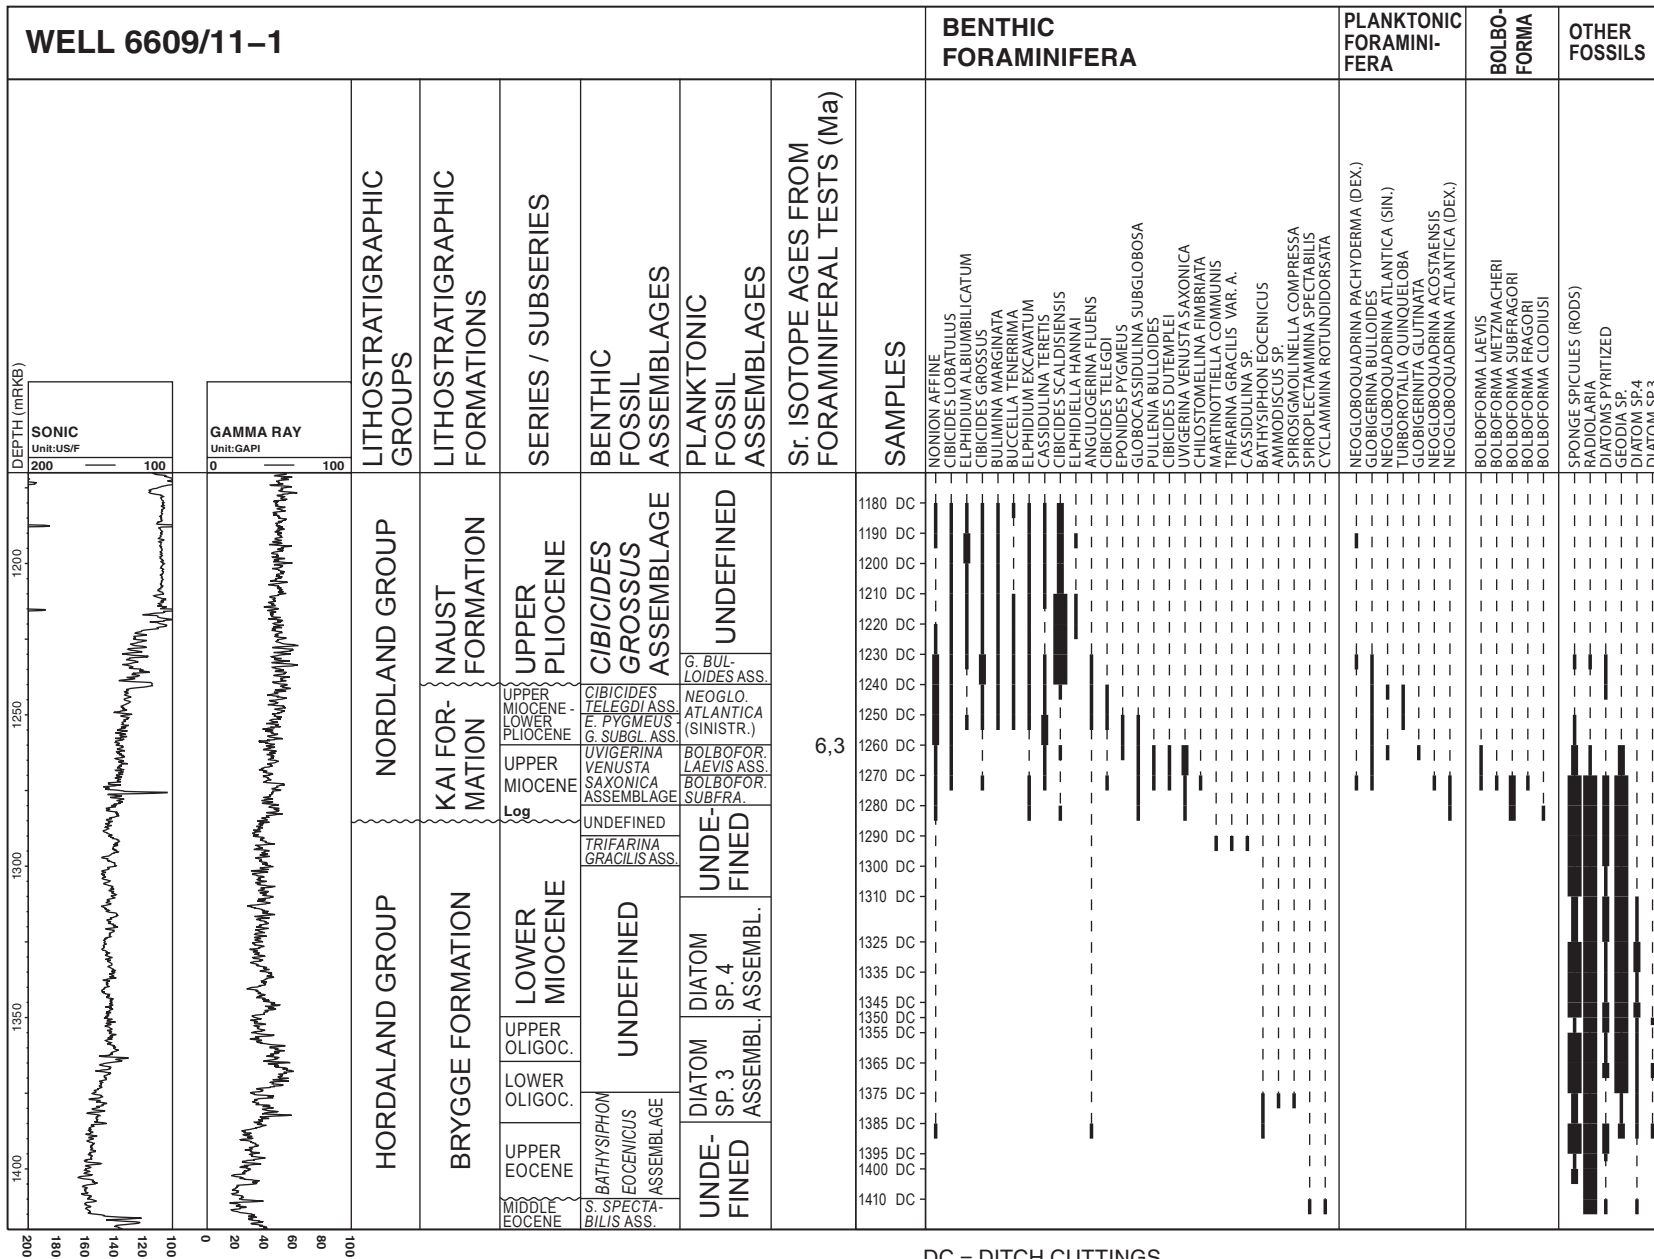 WELL 6609/11–1
BENTHIC
FORAMINIFERA
PLANKTONIC
FORAMINI-
FERA
BOLBO-
FORMA
OTHER
FOSSILS
DEPTH (mRKB)
SONIC
Unit:US/F
200 100
GAMMA RAY
Unit:GAPI
0 100
LITHOSTRATIGRAPHIC
GROUPS
LITHOSTRATIGRAPHIC
FORMATIONS
SERIES / SUBSERIES
BENTHIC
FOSSIL
ASSEMBLAGES
PLANKTONIC
FOSSIL
ASSEMBLAGES
Sr. ISOTOPE AGES FROM
FORAMINIFERAL TESTS (Ma)
SAMPLES
NONION AFFINE
CIBICIDES LOBATULUS
ELPHIDIUM ALBIUMBILICATUM
CIBICIDES GROSSUS
BULIMINA MARGINATA
BUCCELLA TENERRIMA
ELPHIDIUM EXCAVATUM
CASSIDULINA TERETIS
CIBICIDES SCALDISIENSIS
ELPHIDIELLA HANNAI
ANGULOGERINA FLUENS
CIBICIDES TELEGDI
EPONIDES PYGMEUS
GLOBOCASSIDULINA SUBGLOBOSA
PULLENIA BULLOIDES
CIBICIDES DUTEMPLEI
UVIGERINA VENUSTA SAXONICA
CHILOSTOMELLINA FIMBRIATA
MARTINOTTIELLA COMMUNIS
TRIFARINA GRACILIS VAR. A.
CASSIDULINA SP.
BATHYSIPHON EOCENICUS
AMMODISCUS SP.
SPIROSIGMOILINELLA COMPRESSA
SPIROPLECTAMMINA SPECTABILIS
CYCLAMMINA ROTUNDIDORSATA
NEOGLOBOQUADRINA PACHYDERMA (DEX.)
GLOBIGERINA BULLOIDES
NEOGLOBOQUADRINA ATLANTICA (SIN.)
TURBOROTALIA QUINQUELOBA
GLOBIGERINITA GLUTINATA
NEOGLOBOQUADRINA ACOSTAENSIS
NEOGLOBOQUADRINA ATLANTICA (DEX.)
BOLBOFORMA LAEVIS
BOLBOFORMA METZMACHERI
BOLBOFORMA SUBFRAGORI
BOLBOFORMA FRAGORI
BOLBOFORMA CLODIUSI
SPONGE SPICULES (RODS)
RADIOLARIA
DIATOMS PYRITIZED
GEODIA SP.
DIATOM SP.4
DIATOM SP.3
1200
1250
1300
1350
1400
NORDLAND GROUP
HORDALAND GROUP
NAUST
FORMATION
KAI FOR-
MATION
BRYGGE FORMATION
UPPER
PLIOCENE
UPPER
MIOCENE -
LOWER
PLIOCENE
UPPER
MIOCENE
Log
LOWER
MIOCENE
UPPER
OLIGOC.
LOWER
OLIGOC.
UPPER
EOCENE
MIDDLE
EOCENE
CIBICIDES
GROSSUS
ASSEMBLAGE
CIBICIDES
TELEGDI ASS.
E. PYGMEUS -
G. SUBGL. ASS.
UVIGERINA
VENUSTA
SAXONICA
ASSEMBLAGE
UNDEFINED
TRIFARINA
GRACILIS ASS.
UNDEFINED
BATHYSIPHON
EOCENICUS
ASSEMBLAGE
S. SPECTA-
BILIS ASS.
UNDEFINED
G. BUL-
LOIDES ASS.
NEOGLO.
ATLANTICA
(SINISTR.)
BOLBOFOR.
LAEVIS ASS.
BOLBOFOR.
SUBFRA.
UNDE-
FINED
DIATOM
SP. 4
ASSEMBL.
DIATOM
SP. 3
ASSEMBL.
UNDE-
FINED
6,3
1180 DC
1190 DC
1200 DC
1210 DC
1220 DC
1230 DC
1240 DC
1250 DC
1260 DC
1270 DC
1280 DC
1290 DC
1300 DC
1310 DC
1325 DC
1335 DC
1345 DC
1350 DC
1355 DC
1365 DC
1375 DC
1385 DC
1395 DC
1400 DC
1410 DC
200 180 160 140 120 100
0 20 40 60 80 100
DC = DITCH CUTTINGS